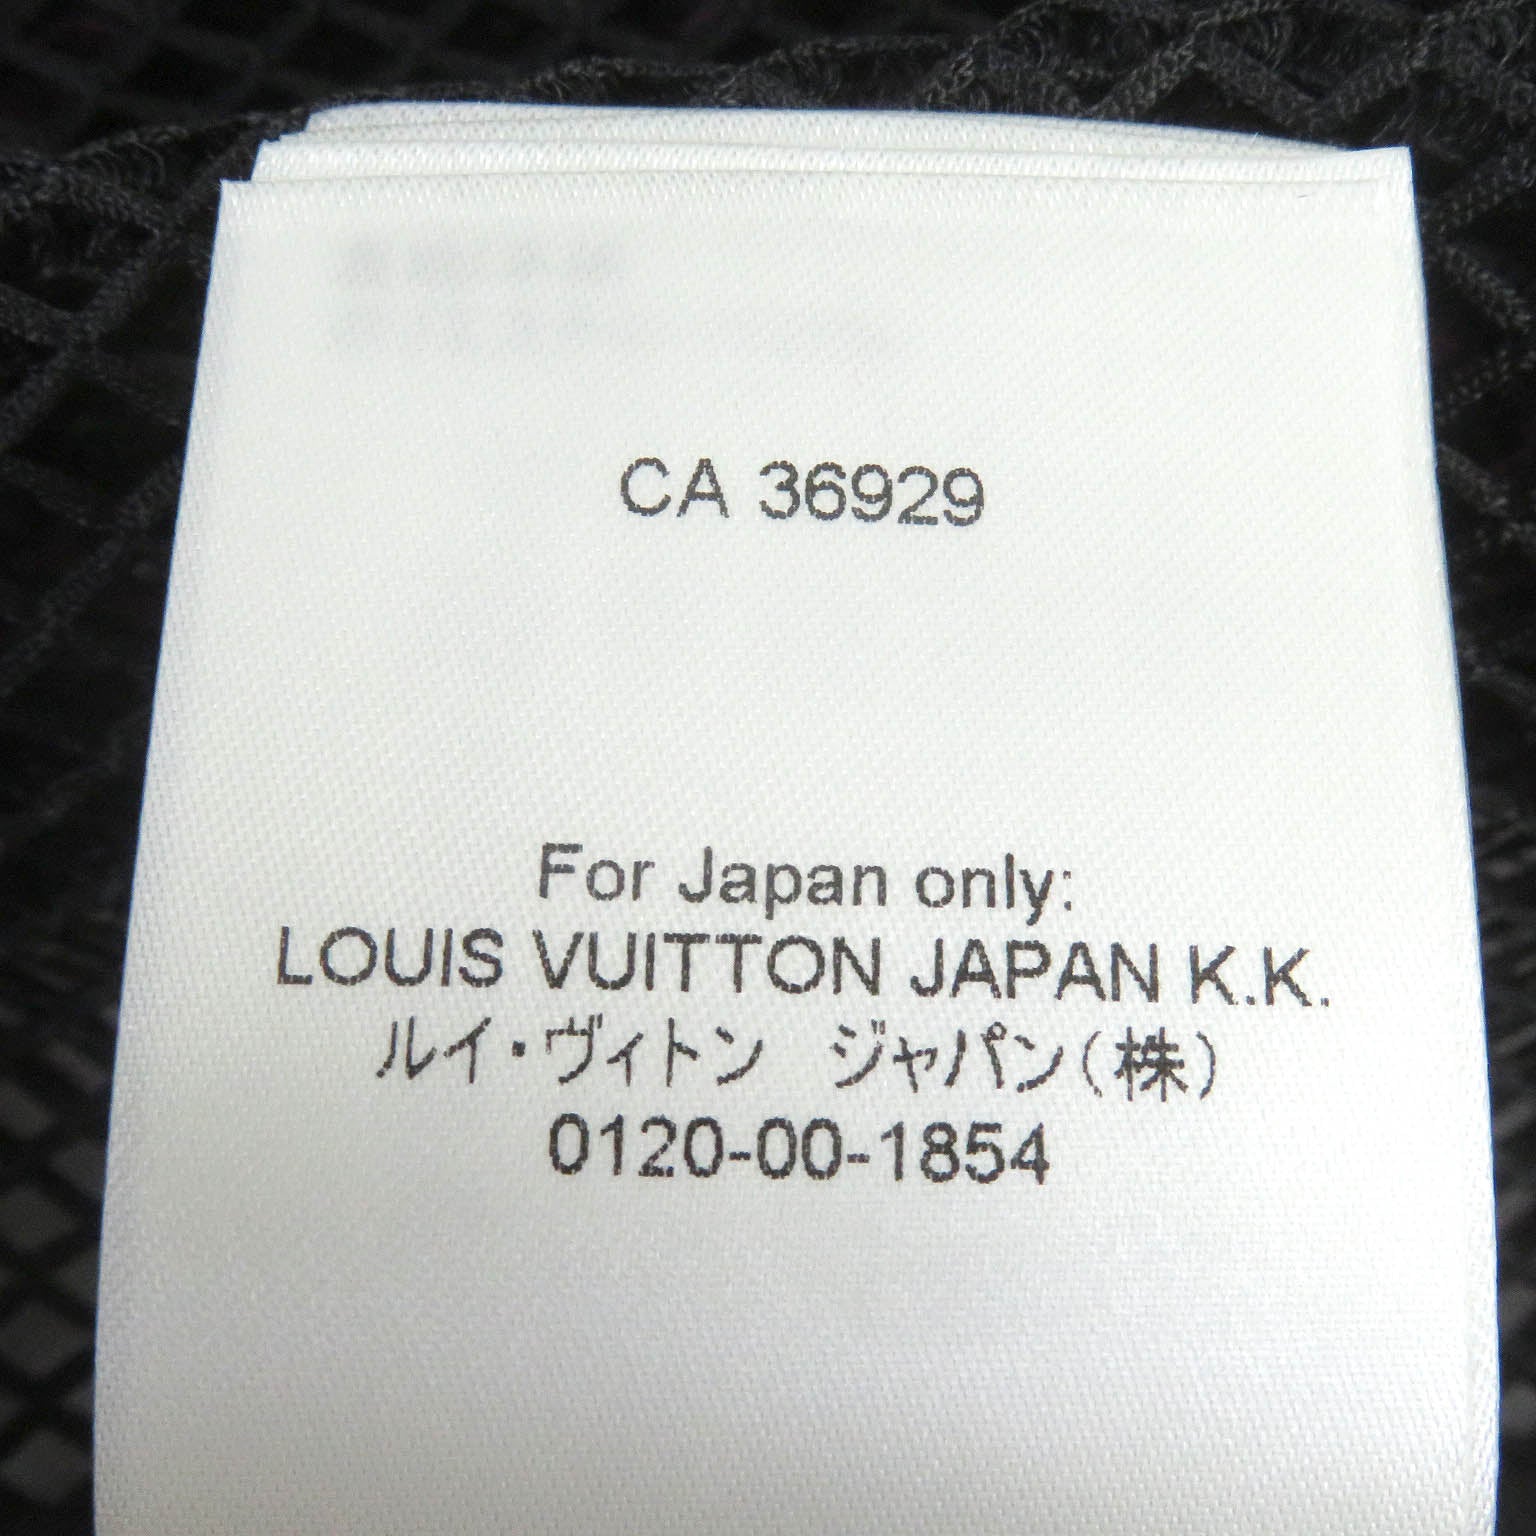 CA 36929
For Japan only:
LOUIS VUITTON JAPAN K.K.
ルイ・ヴィトン　ジャパン(株)
0120-00-1854